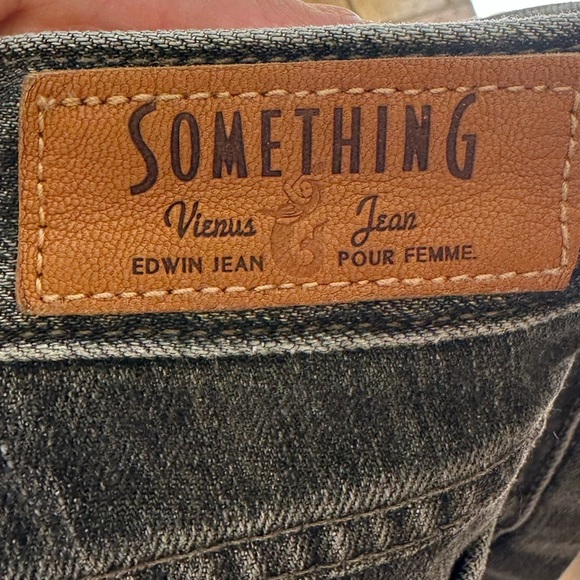 SOMETHING
Vienus Jean
EDWIN JEAN POUR FEMME.